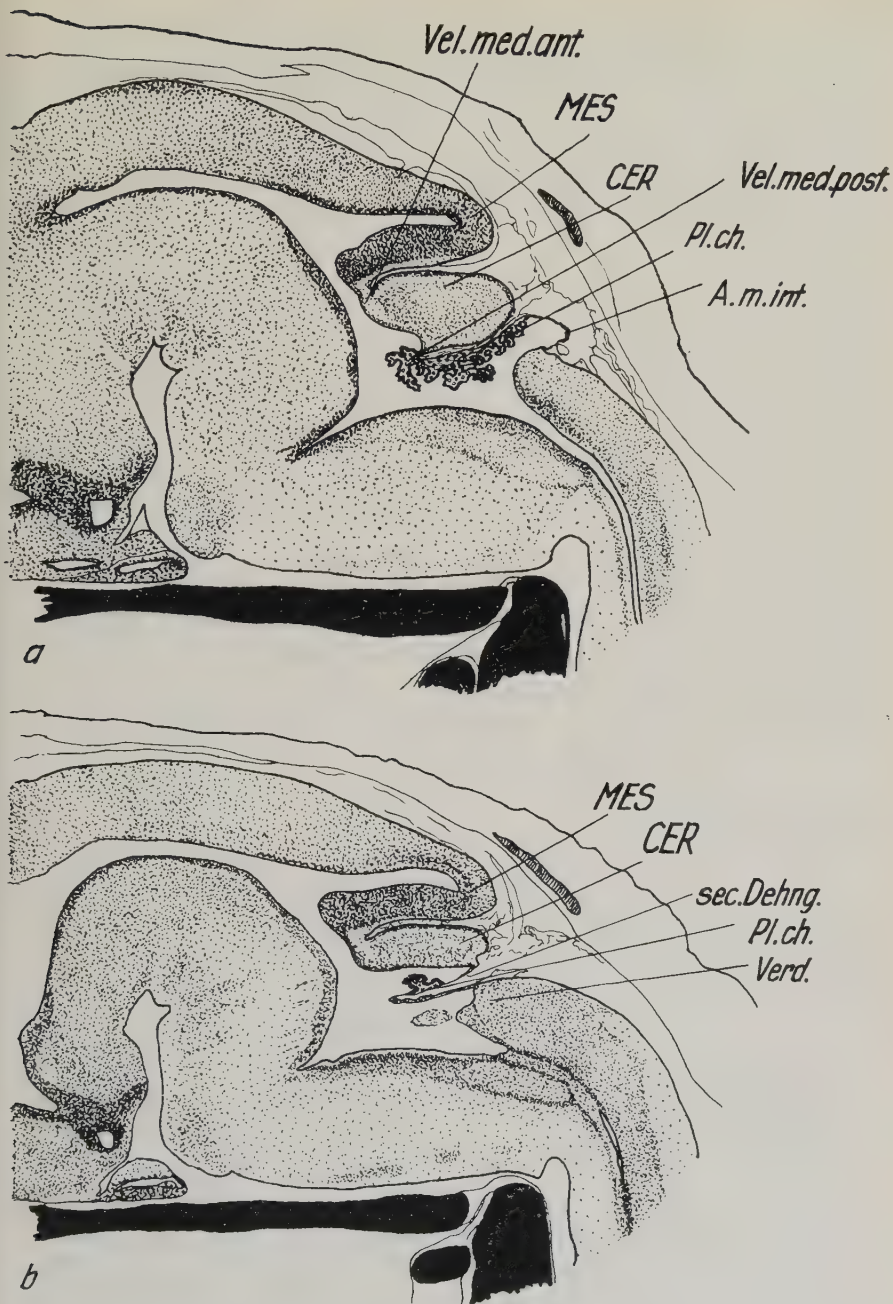 Vel.med.ant.
MES
CER
Vel.med.post.
Pl.ch.
A.m.int.
a
MES
CER
sec.Dehng.
Pl.ch.
Verd.
b